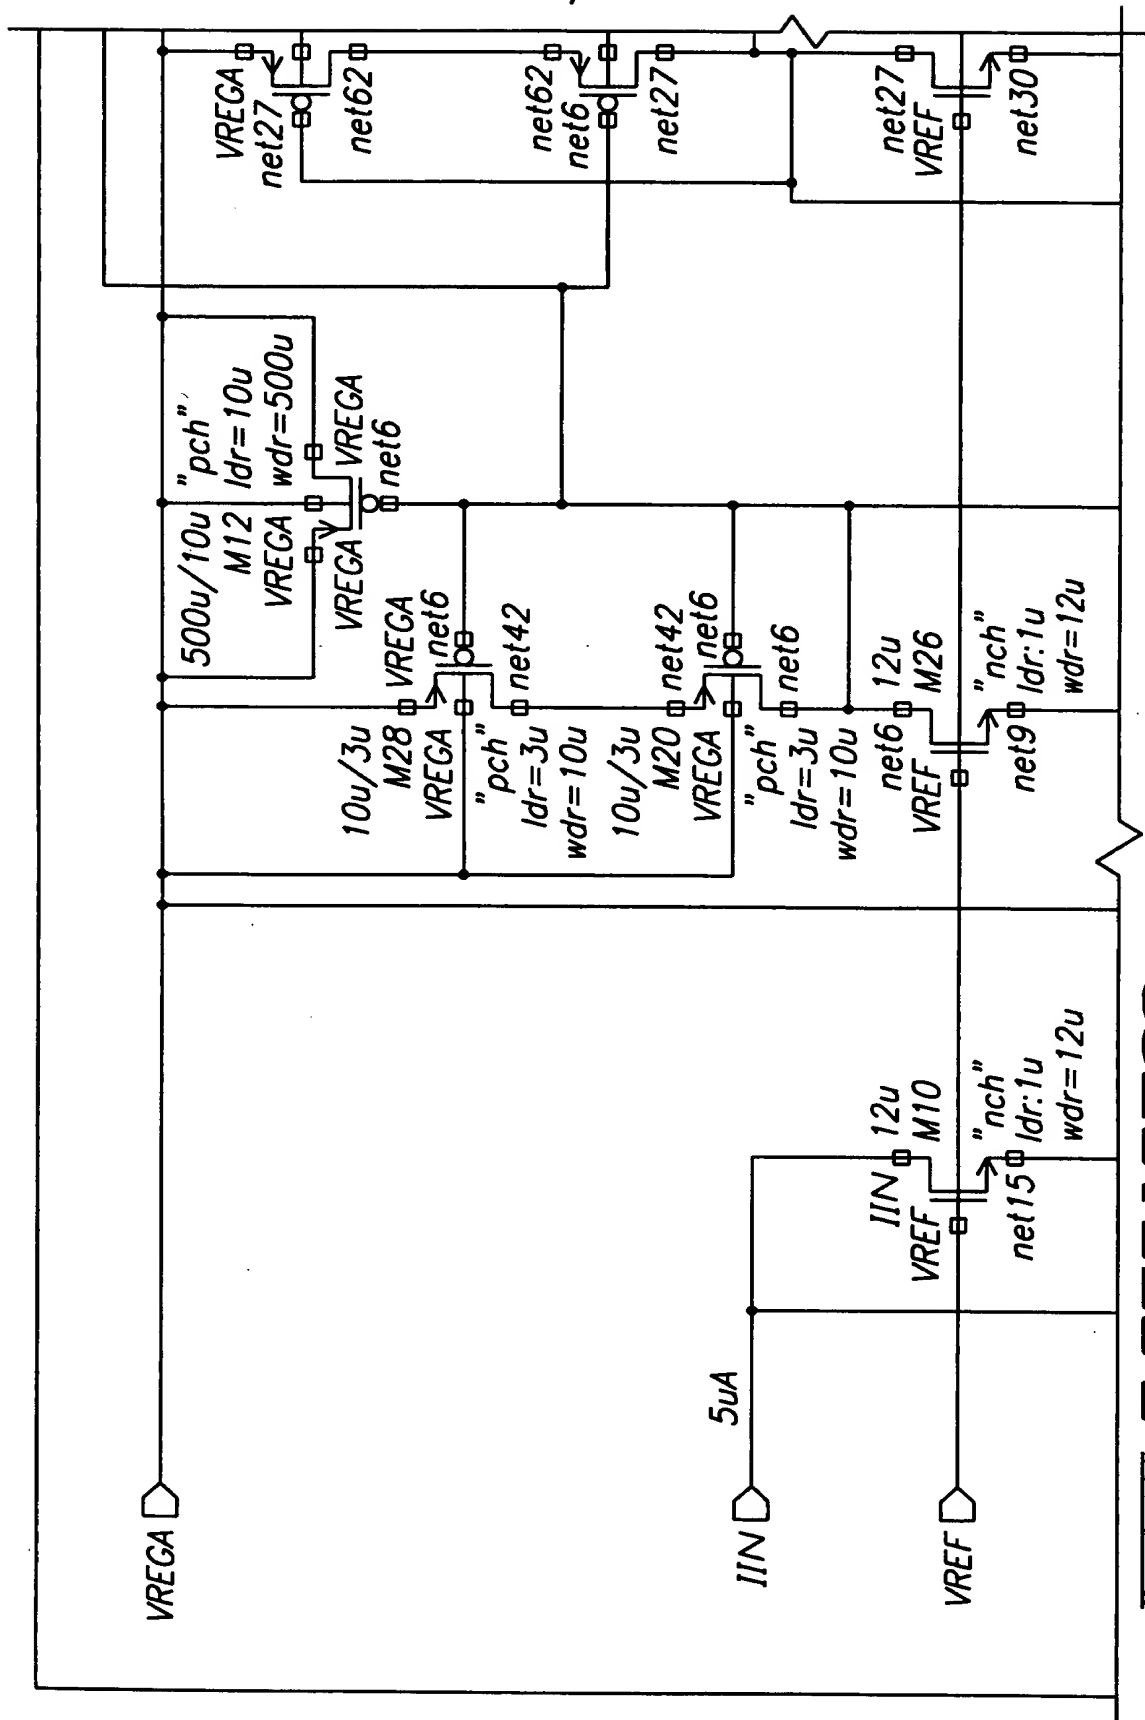 VREGA
IIN
VREF
5uA
IIN
12u
VREF
M10
net15
"nch"
ldr:1u
wdr=12u
500u/10u
M12
VREGA
"pch"
ldr=10u
wdr=500u
VREGA
VREGA
net6
10u/3u
M28
VREGA
VREGA
net6
net42
"pch"
ldr=3u
wdr=10u
10u/3u
M20
VREGA
net42
net6
net6
"pch"
ldr=3u
wdr=10u
net6
12u
VREF
M26
net9
"nch"
ldr:1u
wdr=12u
VREGA
net27
net62
net62
net6
net27
net27
VREF
net30